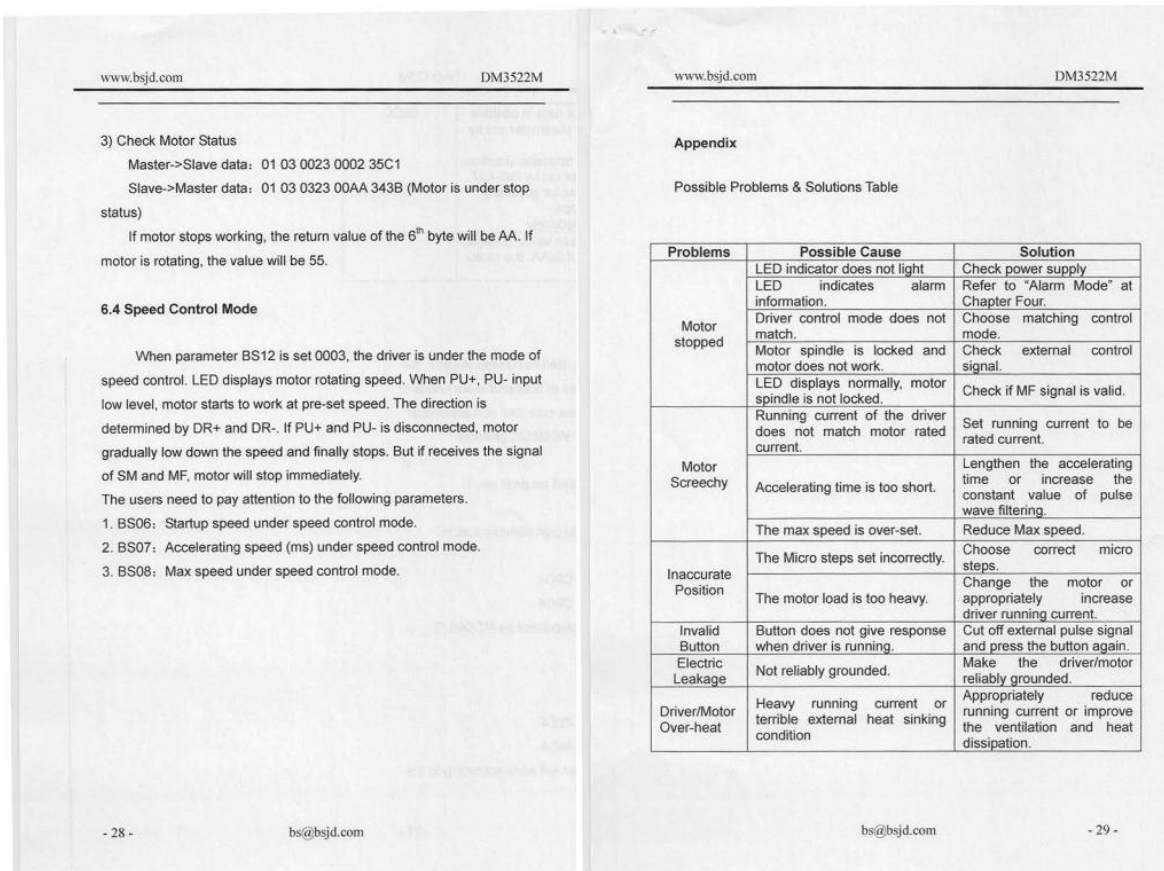 www.bsjd.com DM3522M
3) Check Motor Status
Master->Slave data: 01 03 0023 0002 35C1
Slave->Master data: 01 03 0323 00AA 343B (Motor is under stop
status)
If motor stops working, the return value of the 6th byte will be AA. If
motor is rotating, the value will be 55.
6.4 Speed Control Mode
When parameter BS12 is set 0003, the driver is under the mode of
speed control. LED displays motor rotating speed. When PU+, PU- input
low level, motor starts to work at pre-set speed. The direction is
determined by DR+ and DR-. If PU+ and PU- is disconnected, motor
gradually low down the speed and finally stops. But if receives the signal
of SM and MF, motor will stop immediately.
The users need to pay attention to the following parameters.
1. BS06: Startup speed under speed control mode.
2. BS07: Accelerating speed (ms) under speed control mode.
3. BS08: Max speed under speed control mode.
- 28 - bs@bsjd.com
www.bsjd.com DM3522M
Appendix
Possible Problems & Solutions Table
Problems Possible Cause Solution
Motor
stopped
LED indicator does not light
Check power supply
LED indicates alarm
information.
Refer to "Alarm Mode" at
Chapter Four.
Driver control mode does not
match.
Choose matching control
mode.
Motor spindle is locked and
motor does not work.
Check external control
signal.
LED displays normally, motor
spindle is not locked.
Check if MF signal is valid.
Motor
Screechy
Running current of the driver
does not match motor rated
current.
Set running current to be
rated current.
Accelerating time is too short.
Lengthen the accelerating
time or increase the
constant value of pulse
wave filtering.
The max speed is over-set.
Reduce Max speed.
Inaccurate
Position
The Micro steps set incorrectly.
Choose correct micro
steps.
The motor load is too heavy.
Change the motor or
appropriately increase
driver running current.
Invalid
Button
Button does not give response
when driver is running.
Cut off external pulse signal
and press the button again.
Electric
Leakage
Not reliably grounded.
Make the driver/motor
reliably grounded.
Driver/Motor
Over-heat
Heavy running current or
terrible external heat sinking
condition
Appropriately reduce
running current or improve
the ventilation and heat
dissipation.
bs@bsjd.com - 29 -